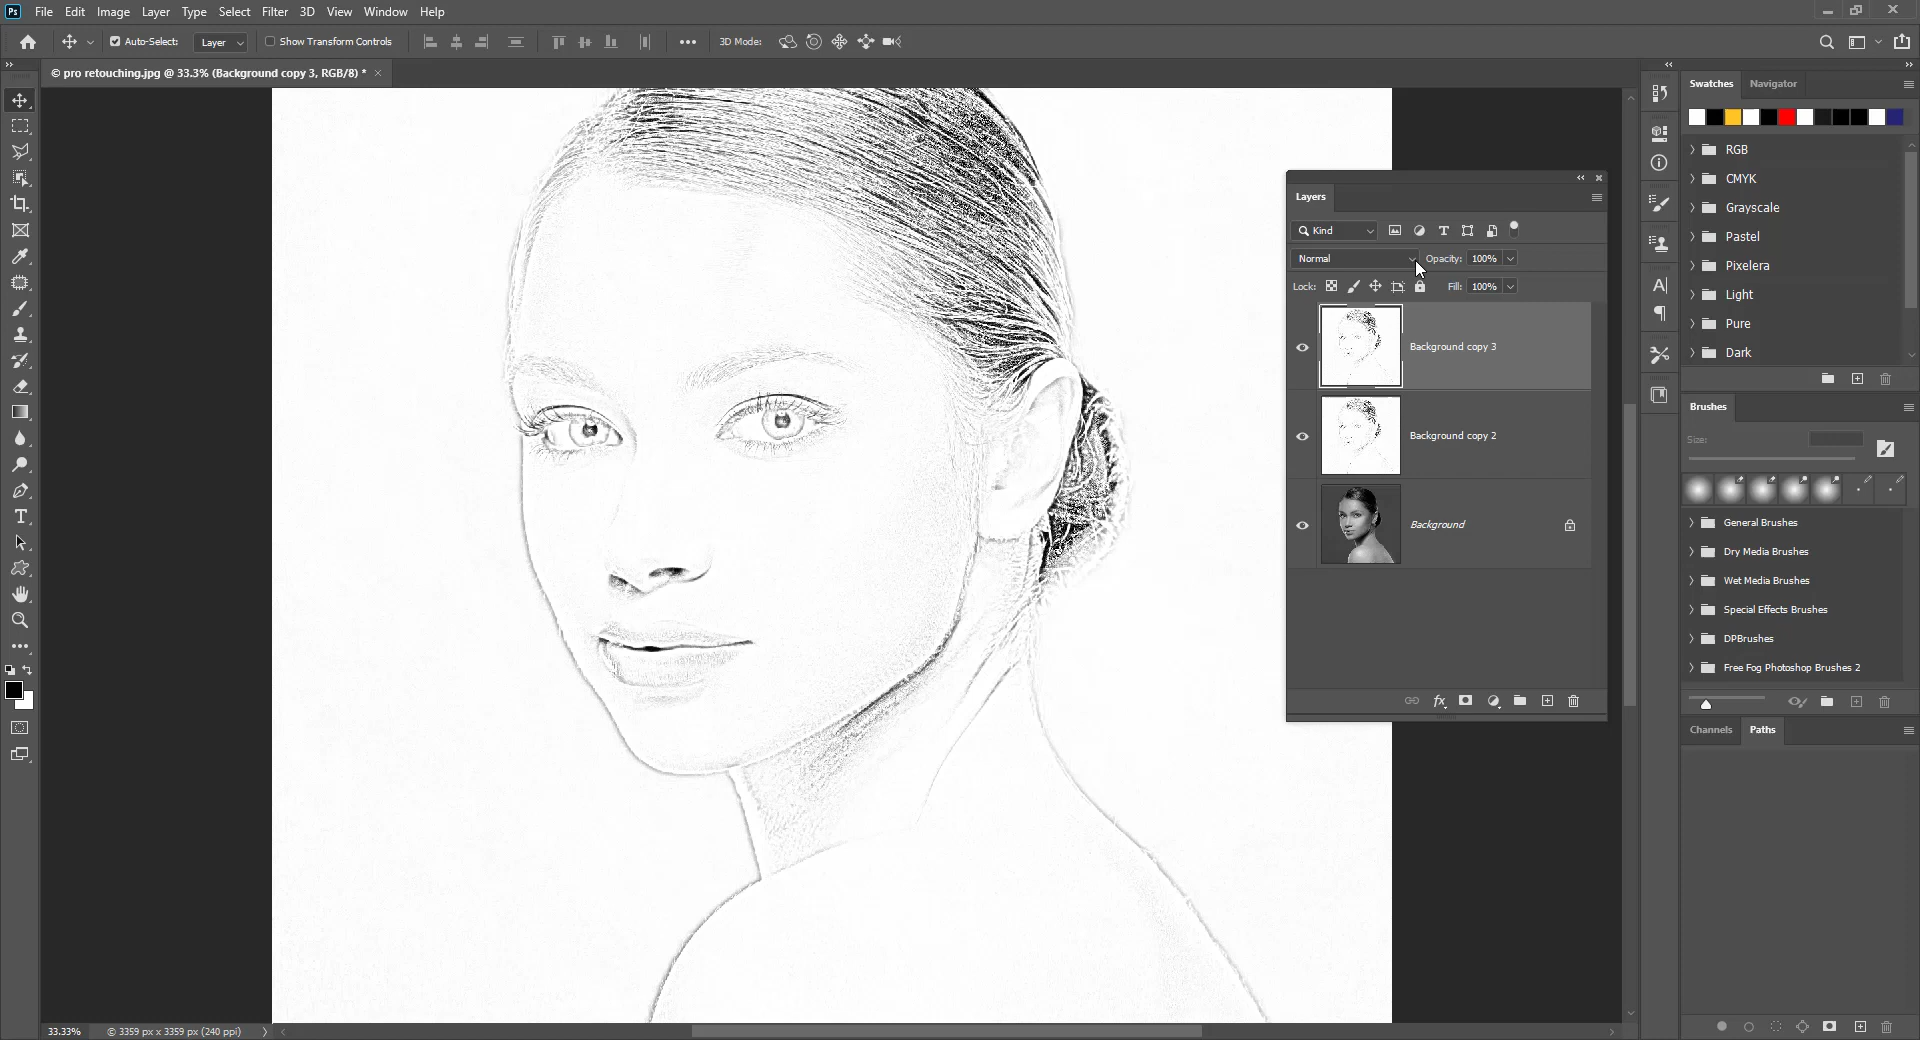 Ps File Edit Image Layer Type Select Filter 3D View Window Help
Auto-Select: Layer Show Transform Controls 3D Mode:
© pro retouching.jpg @ 33.3% (Background copy 3, RGB/8) *
Swatches Navigator
RGB
CMYK
Grayscale
Pastel
Pixelera
Light
Pure
Dark
Layers
Kind
Normal Opacity: 100%
Lock: Fill: 100%
Background copy 3
Background copy 2
Background
Brushes
Size:
General Brushes
Dry Media Brushes
Wet Media Brushes
Special Effects Brushes
DPBrushes
Free Fog Photoshop Brushes 2
Channels Paths
33.33% © 3359 px x 3359 px (240 ppi)